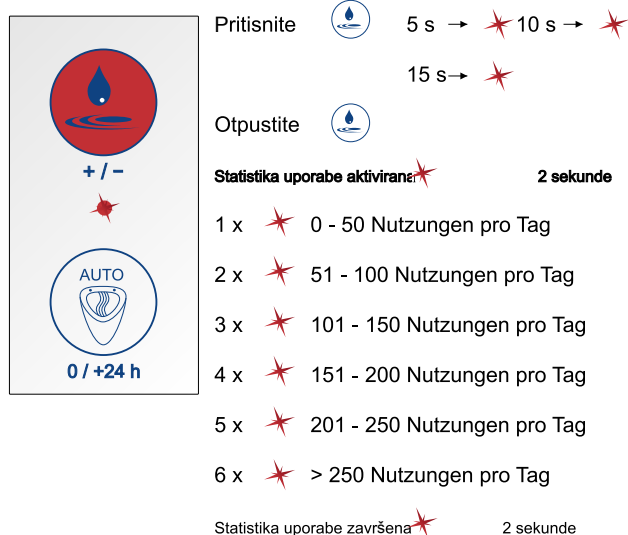 + / −
AUTO
0 / +24 h
Pritisnite 5 s → 10 s →
15 s →
Otpustite
Statistika uporabe aktivirana 2 sekunde
1 x 0 - 50 Nutzungen pro Tag
2 x 51 - 100 Nutzungen pro Tag
3 x 101 - 150 Nutzungen pro Tag
4 x 151 - 200 Nutzungen pro Tag
5 x 201 - 250 Nutzungen pro Tag
6 x > 250 Nutzungen pro Tag
Statistika uporabe završena 2 sekunde